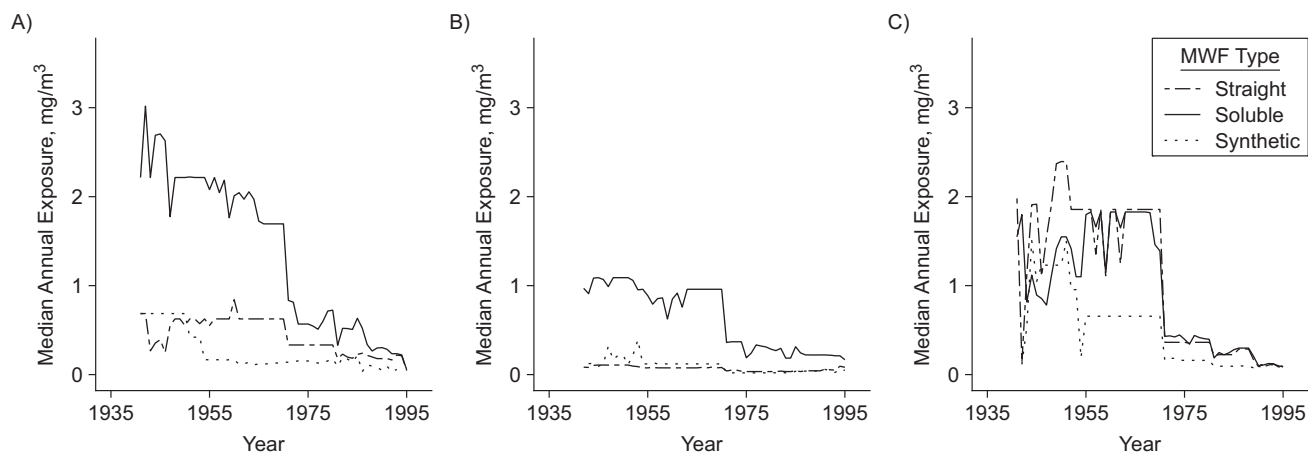 A)
Median Annual Exposure, mg/m³
3
2
1
0
1935 1955 1975 1995
Year
B)
Median Annual Exposure, mg/m³
3
2
1
0
1935 1955 1975 1995
Year
C)
Median Annual Exposure, mg/m³
3
2
1
0
1935 1955 1975 1995
Year
MWF Type
Straight
Soluble
Synthetic